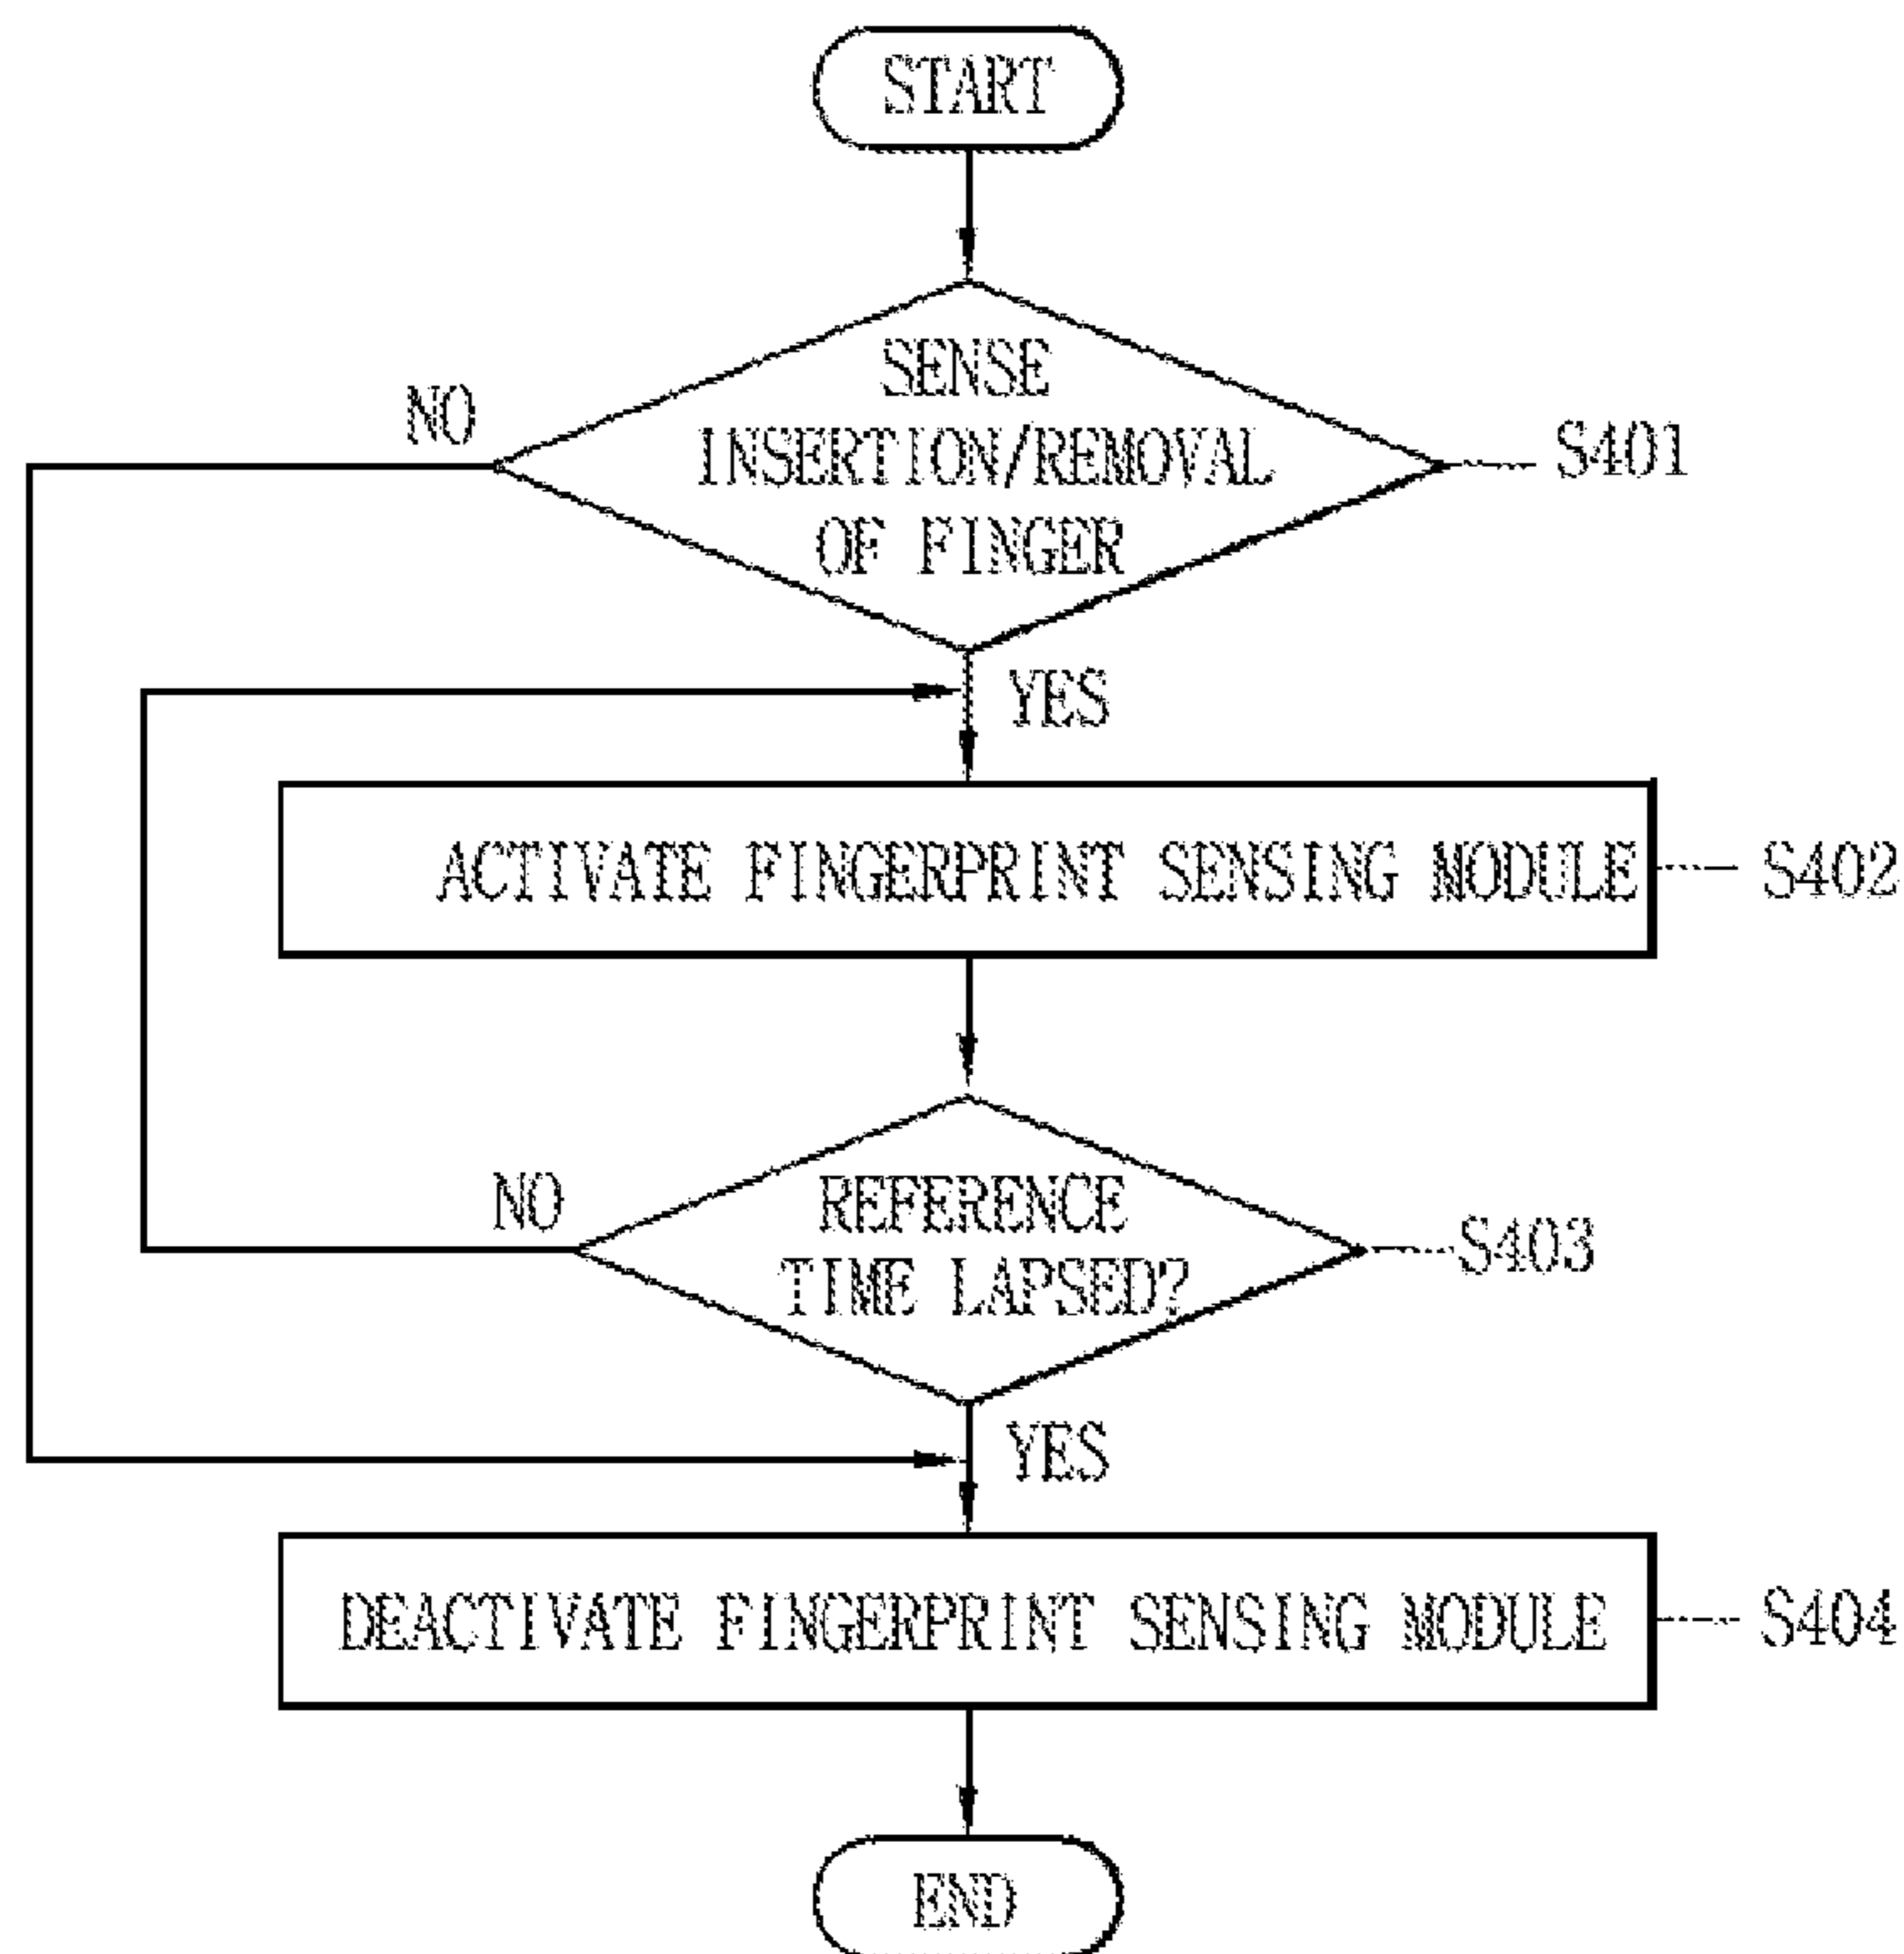 START
SENSE
INSERTION/REMOVAL
OF FINGER
NO
S401
YES
ACTIVATE FINGERPRINT SENSING MODULE
S402
REFERENCE
TIME LAPSED?
NO
S403
YES
DEACTIVATE FINGERPRINT SENSING MODULE
S404
END